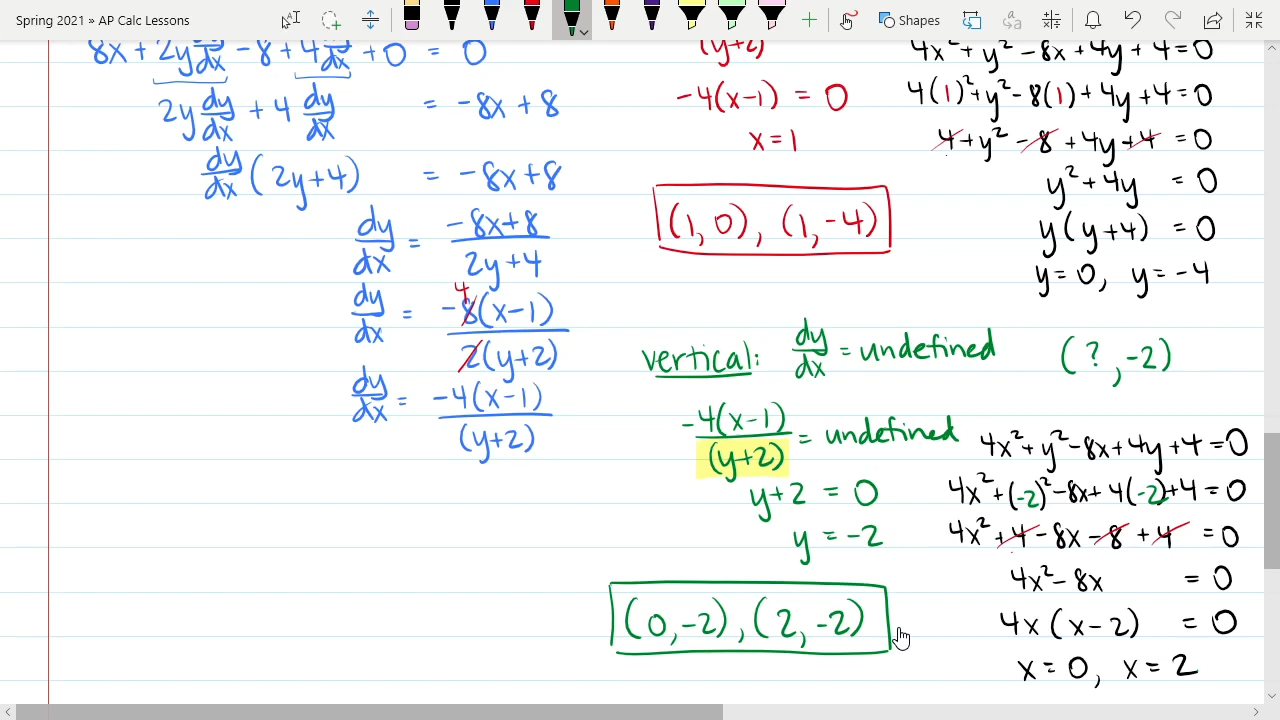 Spring 2021 » AP Calc Lessons
Shapes
8x + 2y dy/dx - 8 + 4 dy/dx + 0 = 0
2y dy/dx + 4 dy/dx = -8x + 8
dy/dx (2y+4) = -8x+8
dy/dx = -8x+8 / 2y+4
4
dy/dx = -8(x-1) / 2(y+2)
dy/dx = -4(x-1) / (y+2)
(y+2)
-4(x-1) = 0
x=1
(1, 0), (1, -4)
4x² + y² - 8x + 4y + 4 = 0
4(1)² + y² - 8(1) + 4y + 4 = 0
4 + y² - 8 + 4y + 4 = 0
y² + 4y = 0
y(y+4) = 0
y=0, y=-4
vertical: dy/dx = undefined (?, -2)
-4(x-1) / (y+2) = undefined
y+2 = 0
y = -2
(0, -2), (2, -2)
4x² + y² - 8x + 4y + 4 = 0
4x² + (-2)² - 8x + 4(-2) + 4 = 0
4x² + 4 - 8x - 8 + 4 = 0
4x² - 8x = 0
4x (x-2) = 0
x=0, x=2